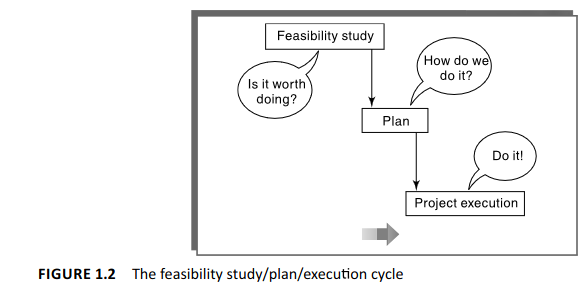 Feasibility study
Is it worth
doing?
How do we
do it?
Plan
Do it!
Project execution
FIGURE 1.2 The feasibility study/plan/execution cycle